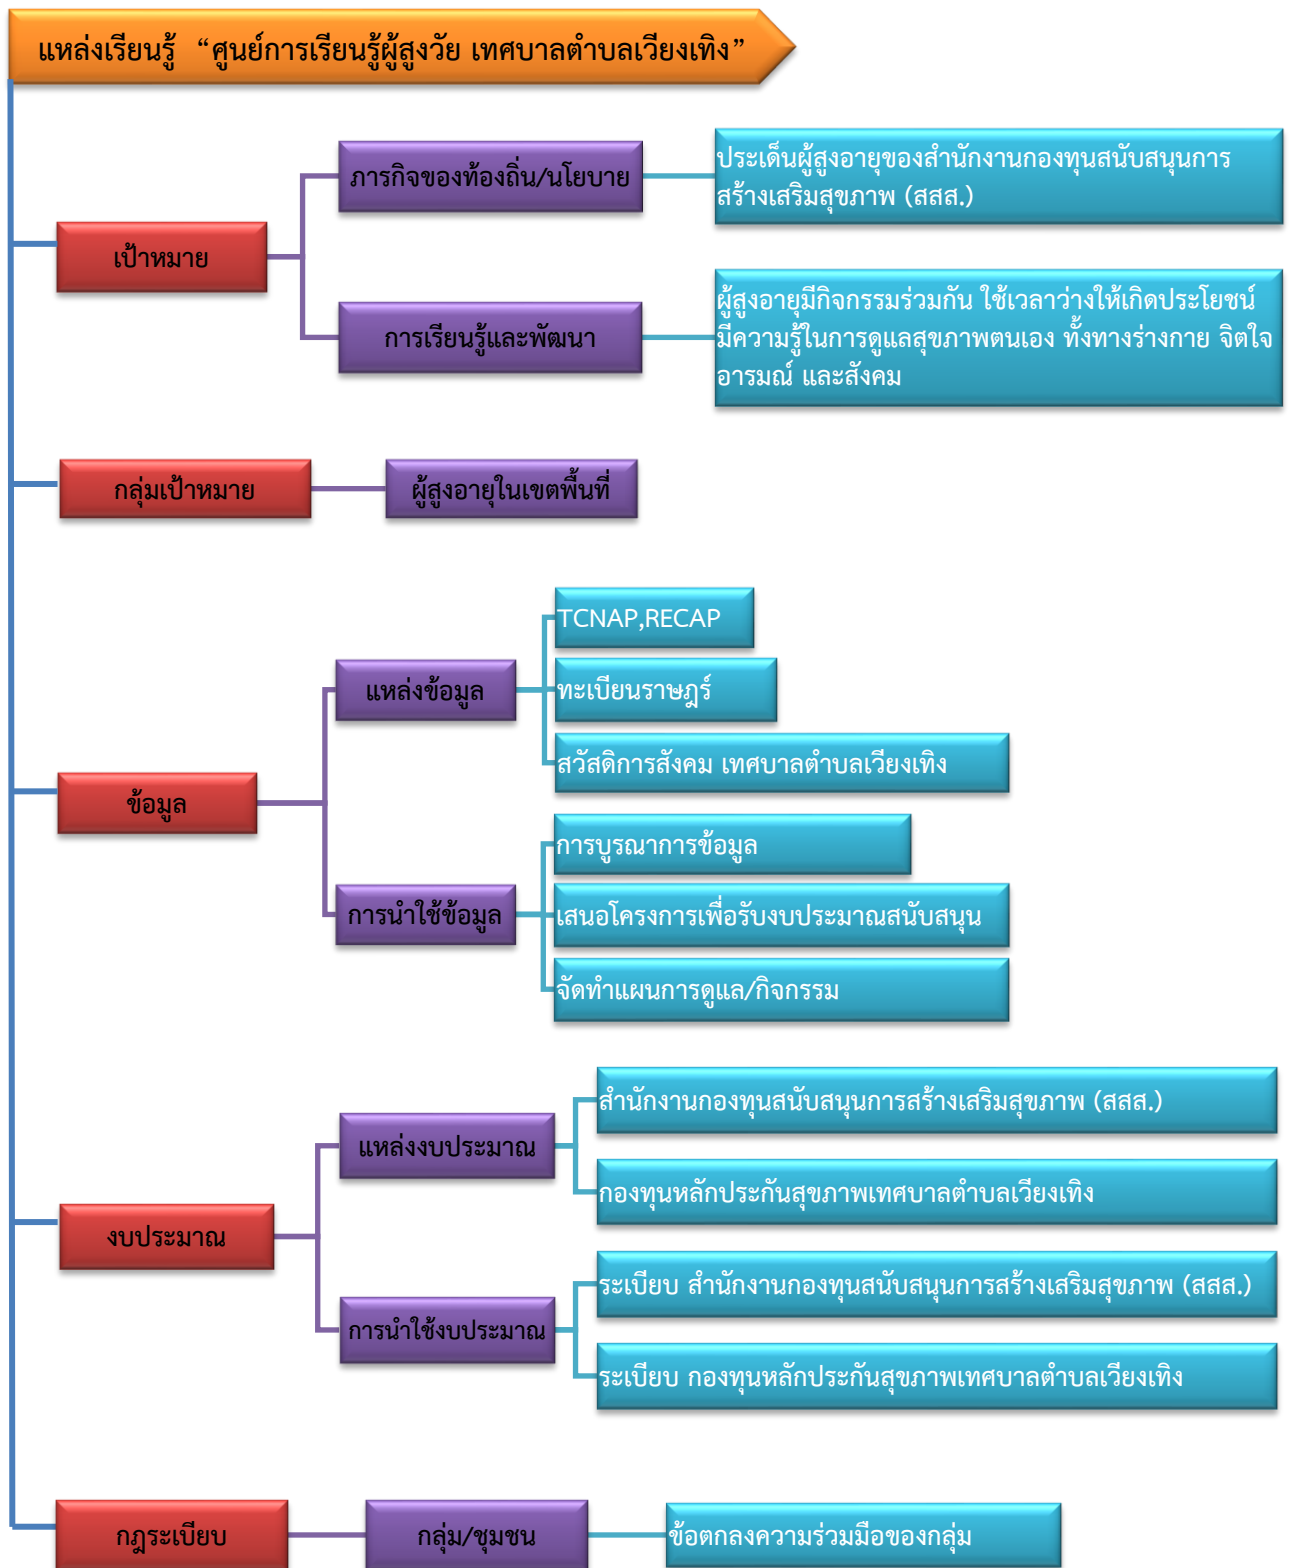 แหล่งเรียนรู้ “ศูนย์การเรียนรู้ผู้สูงวัย เทศบาลตำบลเวียงเทิง”
เป้าหมาย
ภารกิจของท้องถิ่น/นโยบาย
ประเด็นผู้สูงอายุของสำนักงานกองทุนสนับสนุนการ
สร้างเสริมสุขภาพ (สสส.)
การเรียนรู้และพัฒนา
ผู้สูงอายุมีกิจกรรมร่วมกัน ใช้เวลาว่างให้เกิดประโยชน์
มีความรู้ในการดูแลสุขภาพตนเอง ทั้งทางร่างกาย จิตใจ
อารมณ์ และสังคม
กลุ่มเป้าหมาย
ผู้สูงอายุในเขตพื้นที่
ข้อมูล
แหล่งข้อมูล
TCNAP,RECAP
ทะเบียนราษฎร์
สวัสดิการสังคม เทศบาลตำบลเวียงเทิง
การนำใช้ข้อมูล
การบูรณาการข้อมูล
เสนอโครงการเพื่อรับงบประมาณสนับสนุน
จัดทำแผนการดูแล/กิจกรรม
งบประมาณ
แหล่งงบประมาณ
สำนักงานกองทุนสนับสนุนการสร้างเสริมสุขภาพ (สสส.)
กองทุนหลักประกันสุขภาพเทศบาลตำบลเวียงเทิง
การนำใช้งบประมาณ
ระเบียบ สำนักงานกองทุนสนับสนุนการสร้างเสริมสุขภาพ (สสส.)
ระเบียบ กองทุนหลักประกันสุขภาพเทศบาลตำบลเวียงเทิง
กฎระเบียบ
กลุ่ม/ชุมชน
ข้อตกลงความร่วมมือของกลุ่ม